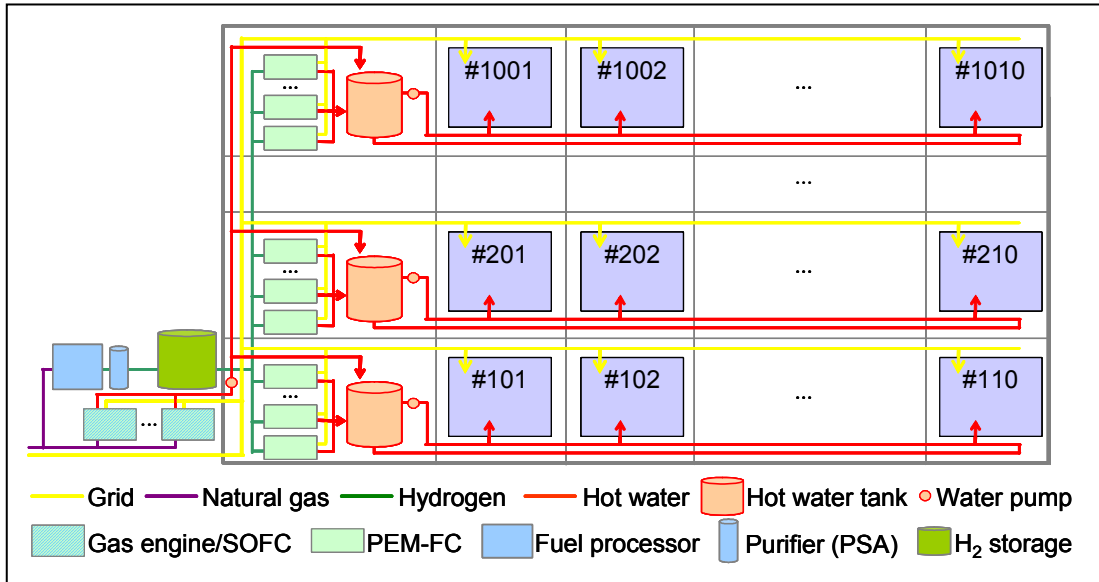 #1001 #1002 #1010
...
...
...
#201 #202 #210
...
...
#101 #102 #110
...
...
...
Grid Natural gas Hydrogen Hot water Hot water tank Water pump
Gas engine/SOFC PEM-FC Fuel processor Purifier (PSA) H₂ storage